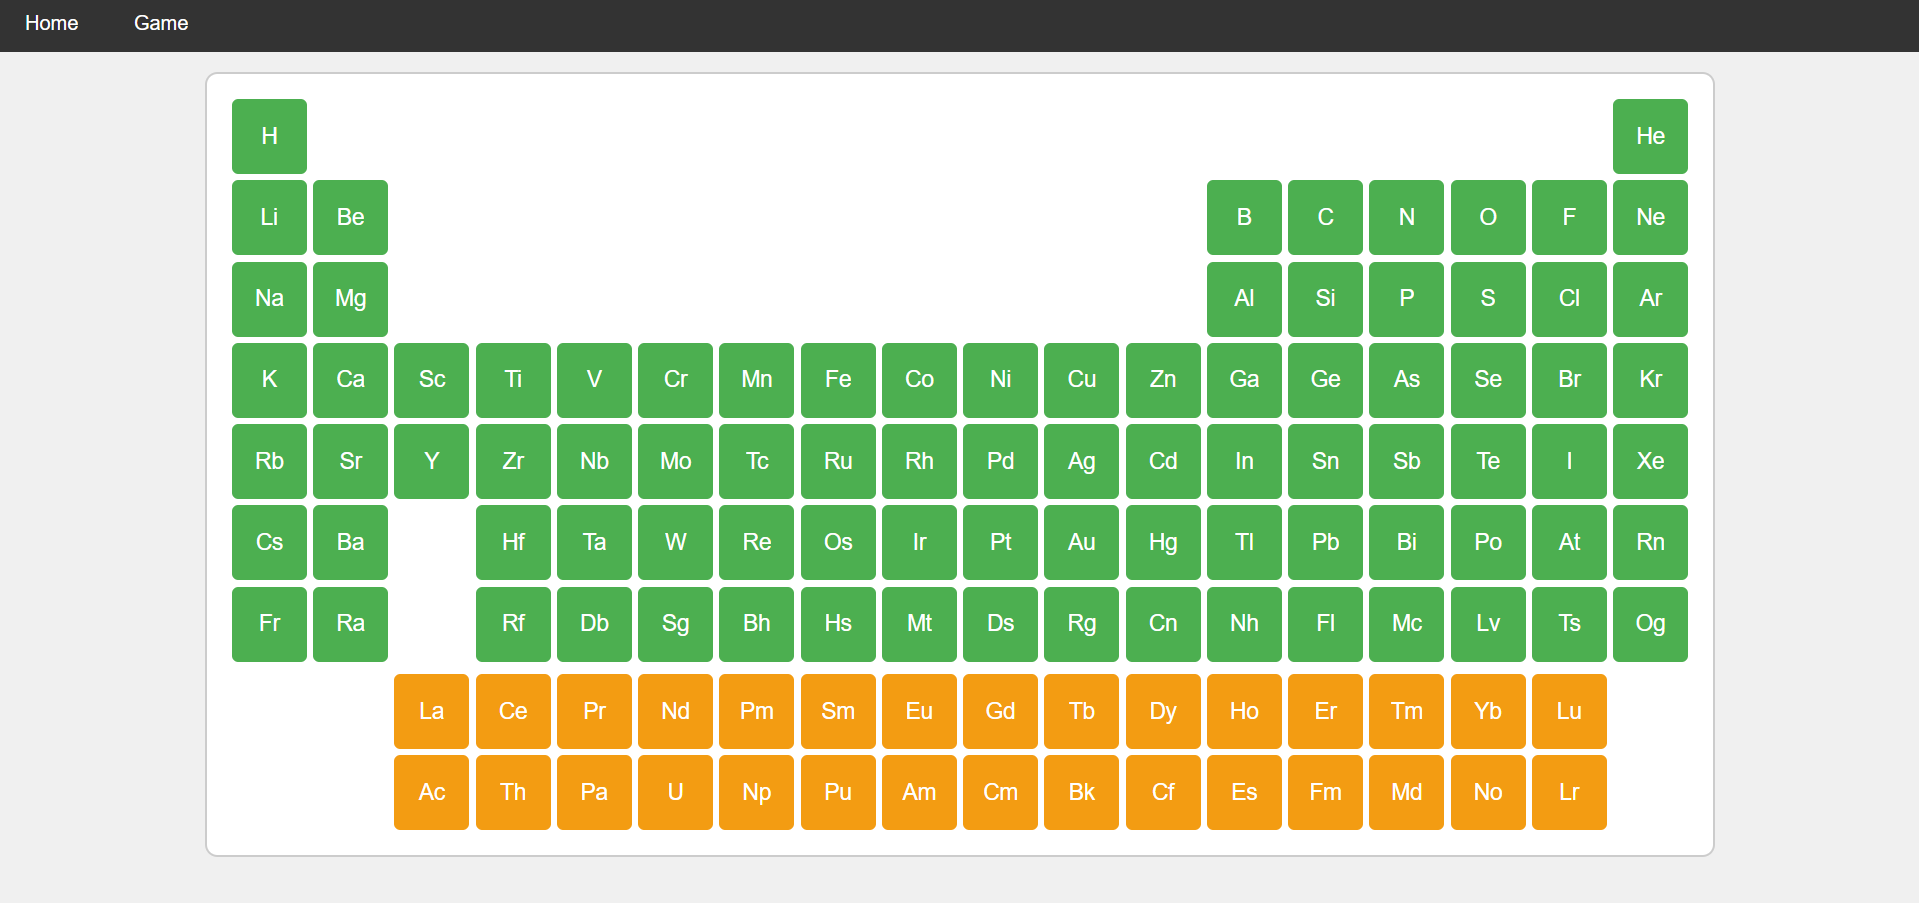 Home Game
H He
Li Be B C N O F Ne
Na Mg Al Si P S Cl Ar
K Ca Sc Ti V Cr Mn Fe Co Ni Cu Zn Ga Ge As Se Br Kr
Rb Sr Y Zr Nb Mo Tc Ru Rh Pd Ag Cd In Sn Sb Te I Xe
Cs Ba Hf Ta W Re Os Ir Pt Au Hg Tl Pb Bi Po At Rn
Fr Ra Rf Db Sg Bh Hs Mt Ds Rg Cn Nh Fl Mc Lv Ts Og
La Ce Pr Nd Pm Sm Eu Gd Tb Dy Ho Er Tm Yb Lu
Ac Th Pa U Np Pu Am Cm Bk Cf Es Fm Md No Lr